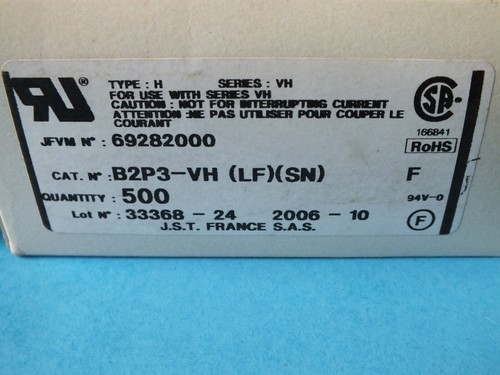 RU ®
TYPE : H SERIES : VH
FOR USE WITH SERIES VH
CAUTION : NOT FOR INTERRUPTING CURRENT
ATTENTION :NE PAS UTILISER POUR COUPER LE
COURANT
SA ®
166841
JFVM N° : 69282000
RoHS
CAT. N° : B2P3-VH (LF)(SN) F
QUANTITY : 500 94V-0
Lot N° : 33368 - 24 2006 - 10 F
J.S.T. FRANCE S.A.S.